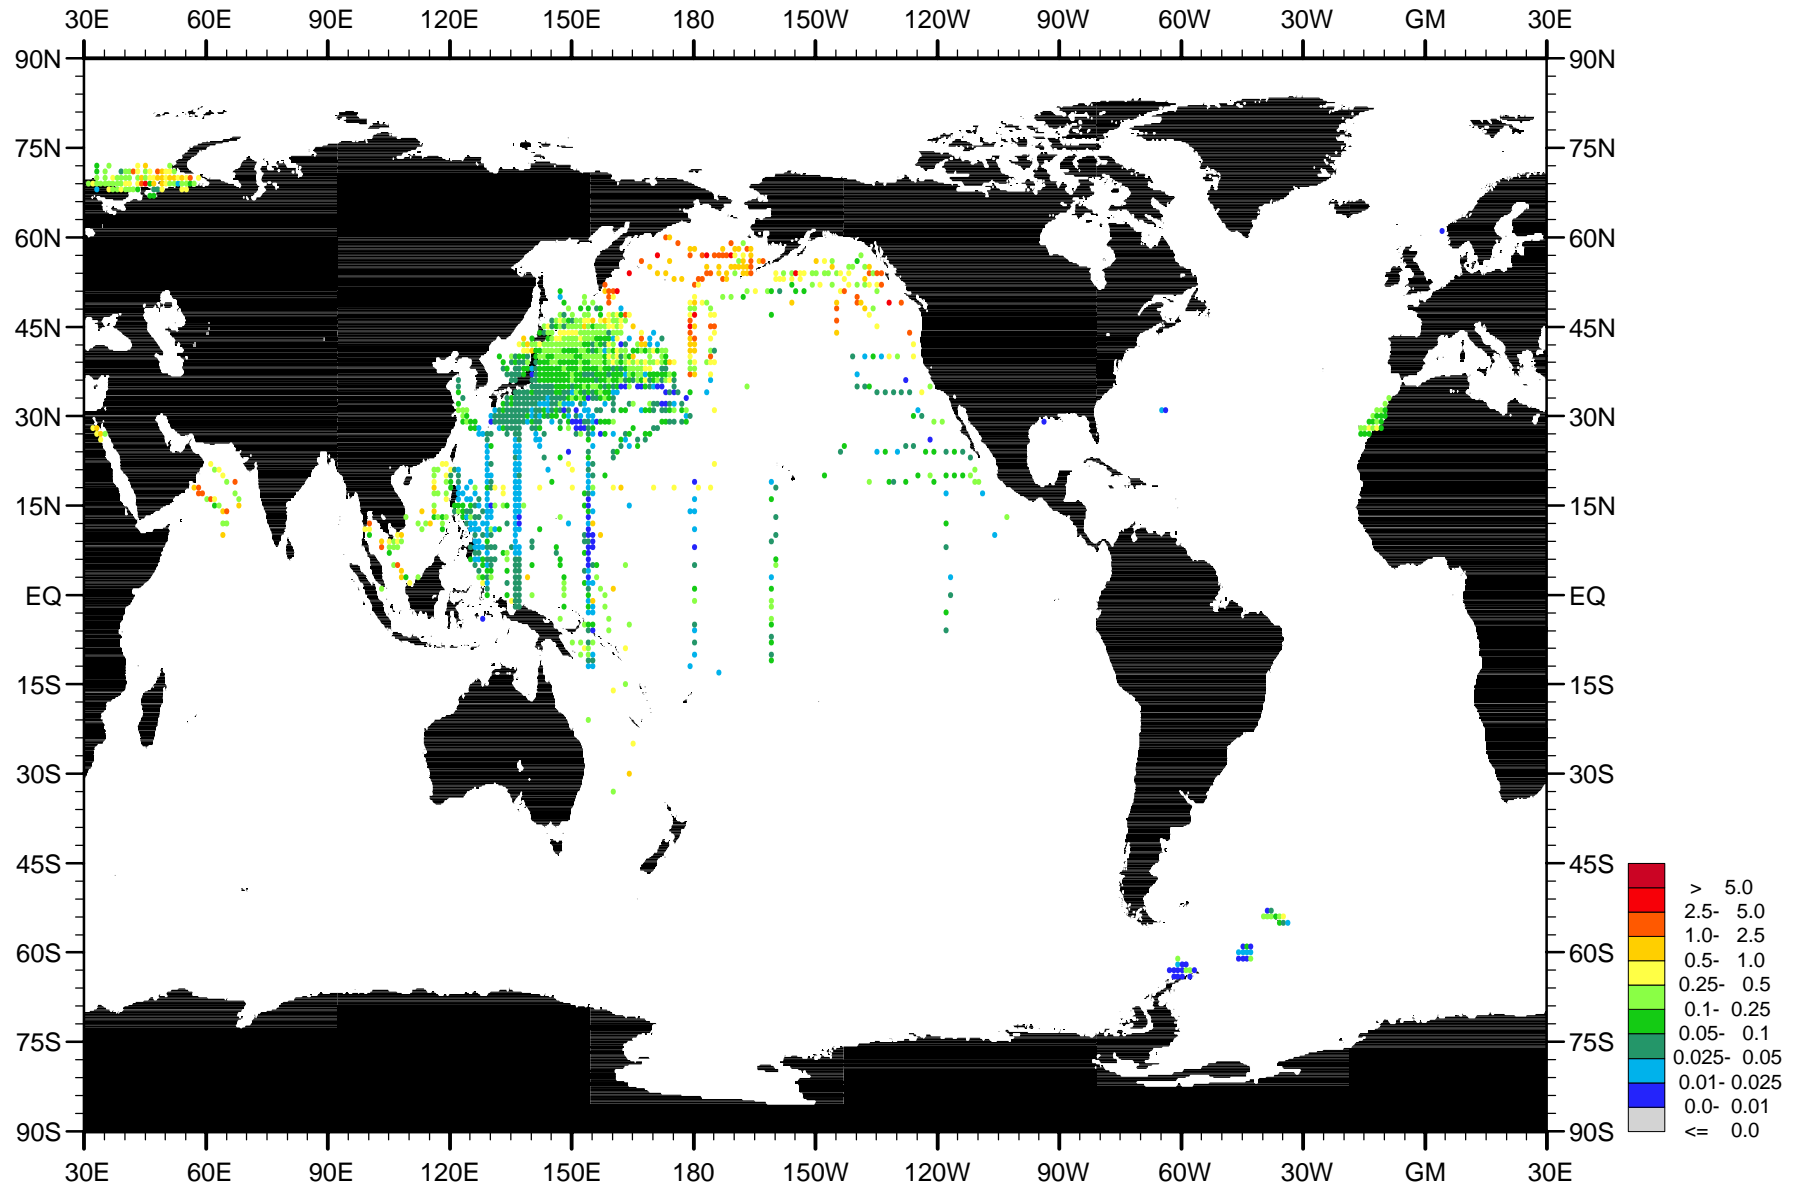 30E 60E 90E 120E 150E 180 150W 120W 90W 60W 30W GM 30E
90N 90N
75N 75N
60N 60N
45N 45N
30N 30N
15N 15N
EQ EQ
15S 15S
30S 30S
45S 45S
> 5.0
2.5- 5.0
1.0- 2.5
60S 60S
0.5- 1.0
0.25- 0.5
0.1- 0.25
0.05- 0.1
75S 75S
0.025- 0.05
0.01- 0.025
0.0- 0.01
<= 0.0
90S 90S
30E 60E 90E 120E 150E 180 150W 120W 90W 60W 30W GM 30E